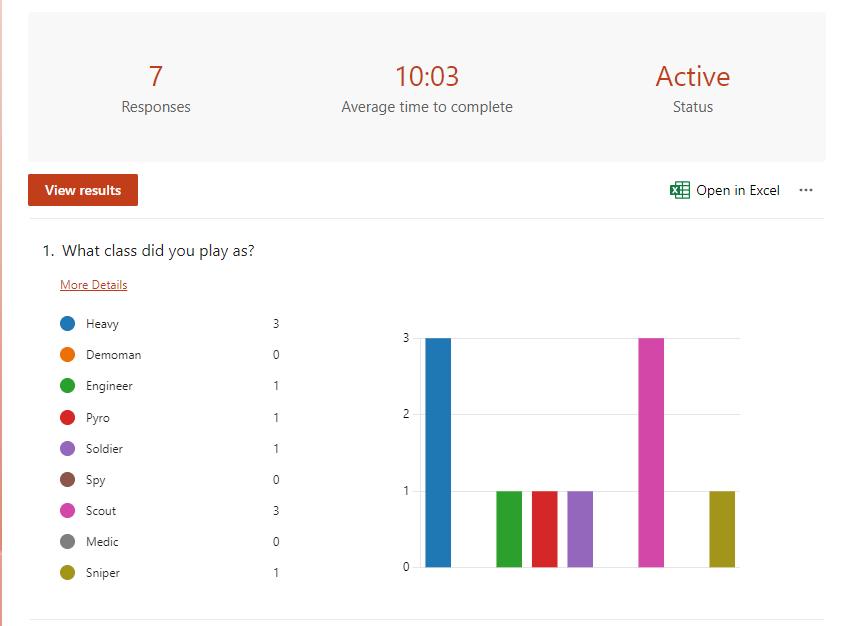 7
Responses
10:03
Average time to complete
Active
Status
View results
Open in Excel
1. What class did you play as?
More Details
Heavy 3
Demoman 0
Engineer 1
Pyro 1
Soldier 1
Spy 0
Scout 3
Medic 0
Sniper 1
3
2
1
0